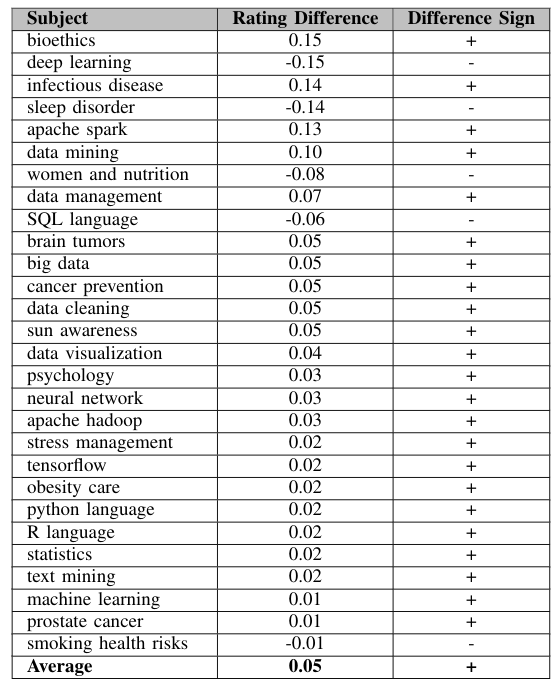 Subject Rating Difference Difference Sign
bioethics 0.15 +
deep learning -0.15 -
infectious disease 0.14 +
sleep disorder -0.14 -
apache spark 0.13 +
data mining 0.10 +
women and nutrition -0.08 -
data management 0.07 +
SQL language -0.06 -
brain tumors 0.05 +
big data 0.05 +
cancer prevention 0.05 +
data cleaning 0.05 +
sun awareness 0.05 +
data visualization 0.04 +
psychology 0.03 +
neural network 0.03 +
apache hadoop 0.03 +
stress management 0.02 +
tensorflow 0.02 +
obesity care 0.02 +
python language 0.02 +
R language 0.02 +
statistics 0.02 +
text mining 0.02 +
machine learning 0.01 +
prostate cancer 0.01 +
smoking health risks -0.01 -
Average 0.05 +